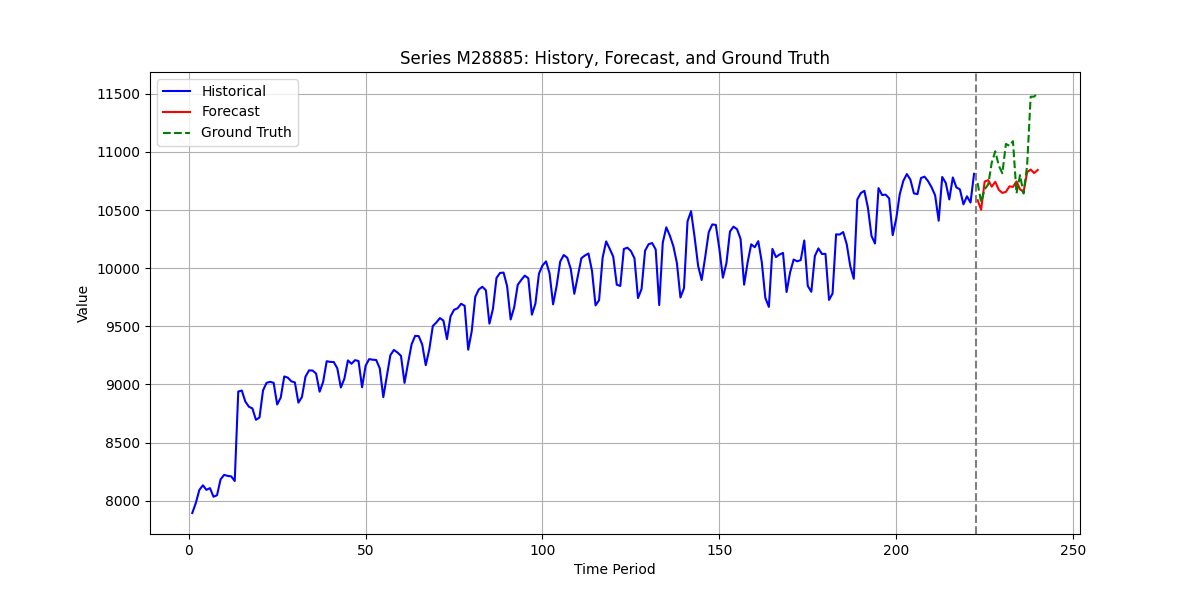 Series M28885: History, Forecast, and Ground Truth
Historical
Forecast
Ground Truth
11500
11000
10500
10000
9500
9000
8500
8000
Value
0 50 100 150 200 250
Time Period